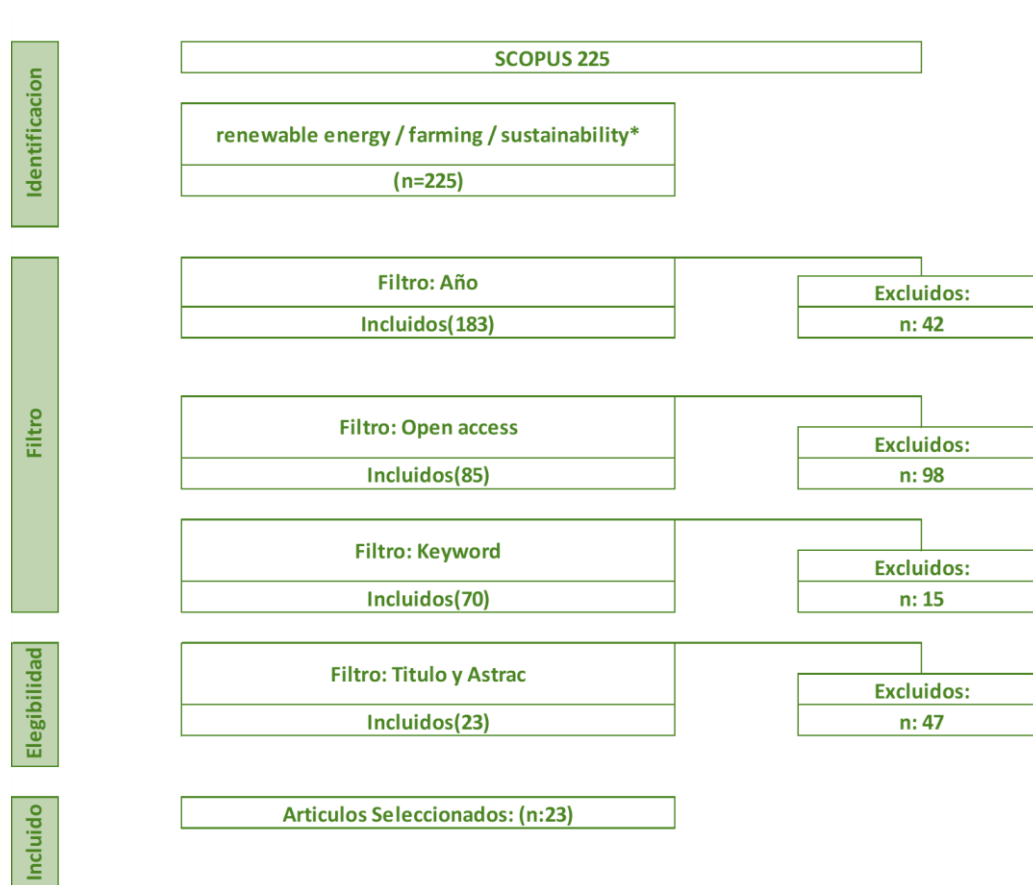 Identificacion
SCOPUS 225
renewable energy / farming / sustainability*
(n=225)
Filtro
Filtro: Año
Incluidos(183)
Excluidos:
n: 42
Filtro: Open access
Incluidos(85)
Excluidos:
n: 98
Filtro: Keyword
Incluidos(70)
Excluidos:
n: 15
Elegibilidad
Filtro: Titulo y Astrac
Incluidos(23)
Excluidos:
n: 47
Incluido
Articulos Seleccionados: (n:23)